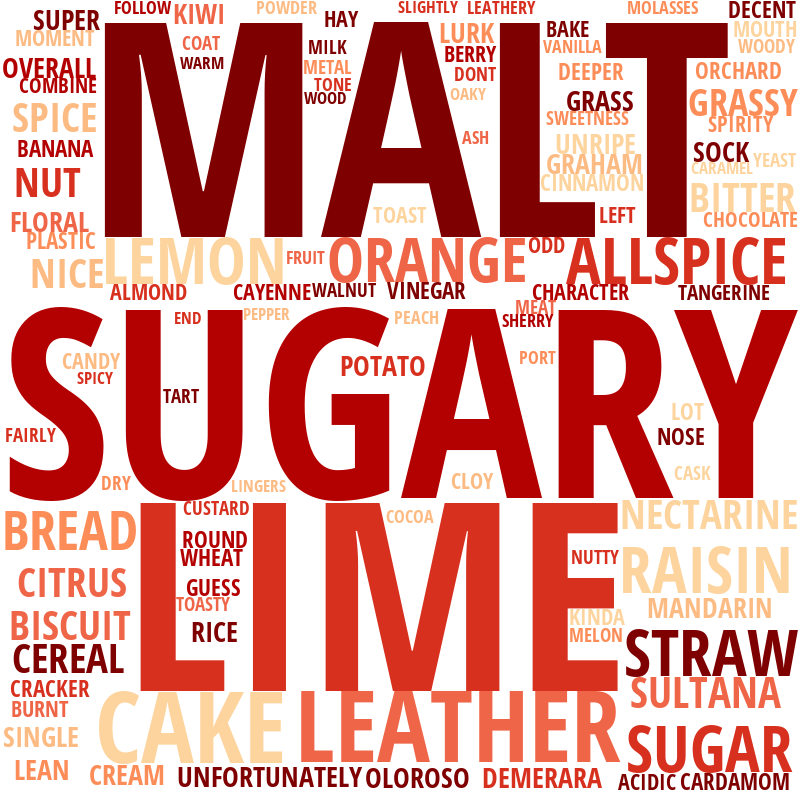 FOLLOW
KIWI
POWDER
HAY
SLIGHTLY
LEATHERY
MOLASSES
DECENT
SUPER
MOMENT
COAT
WARM
MALT
MILK
METAL
TONE
WOOD
LURK
BERRY
DONT
OAKY
BAKE
VANILLA
MOUTH
WOODY
OVERALL
COMBINE
DEEPER
ORCHARD
GRASS
GRASSY
SPICE
SWEETNESS
SPIRITY
BANANA
ASH
UNRIPE
GRAHAM
CINNAMON
SOCK
YEAST
CARAMEL
NUT
BITTER
FLORAL
TOAST
LEFT
CHOCOLATE
PLASTIC
NICE
LEMON
FRUIT
ORANGE
ODD
ALLSPICE
ALMOND
CAYENNE
WALNUT
VINEGAR
CHARACTER
TANGERINE
END
PEPPER
PEACH
MEAT
SHERRY
SUGARY
CANDY
SPICY
POTATO
PORT
TART
LOT
FAIRLY
NOSE
DRY
LINGERS
CLOY
CASK
CUSTARD
COCOA
BREAD
LIME
NECTARINE
ROUND
WHEAT
NUTTY
CITRUS
GUESS
TOASTY
RAISIN
BISCUIT
RICE
KINDA
MELON
MANDARIN
CEREAL
STRAW
CRACKER
BURNT
SULTANA
SINGLE
CAKE
LEATHER
SUGAR
LEAN
CREAM
UNFORTUNATELY
OLOROSO
DEMERARA
ACIDIC
CARDAMOM